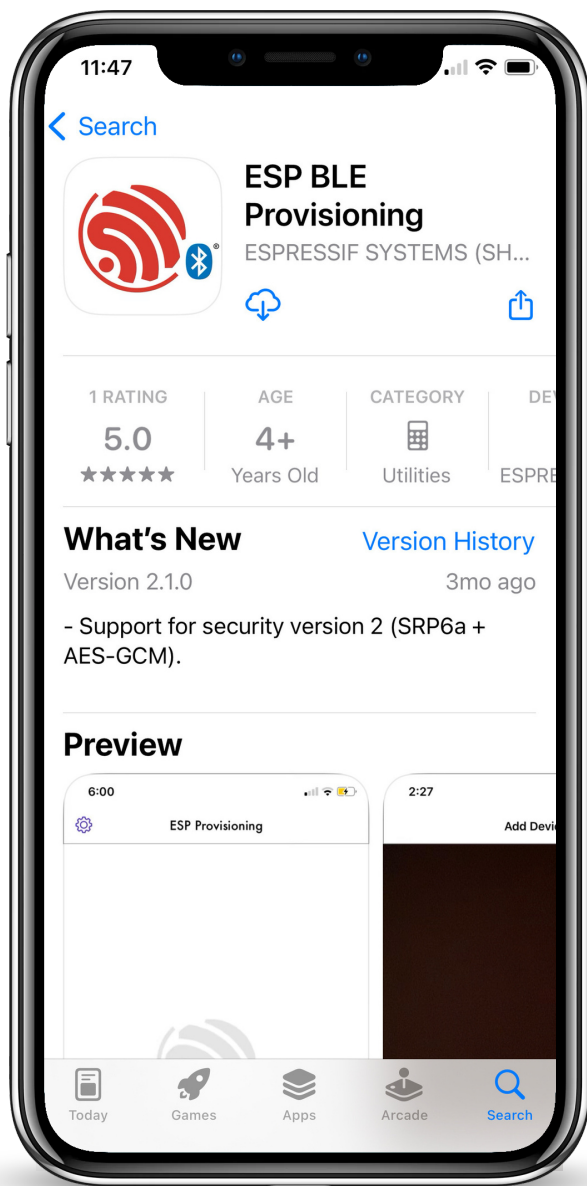 11:47
Search
ESP BLE
Provisioning
ESPRESSIF SYSTEMS (SH...
1 RATING
AGE
CATEGORY
DE
5.0
4+
★★★★★
Years Old
Utilities
ESPRE
What's New
Version History
Version 2.1.0
3mo ago
- Support for security version 2 (SRP6a +
AES-GCM).
Preview
6:00
2:27
ESP Provisioning
Add Devi
Today
Games
Apps
Arcade
Search